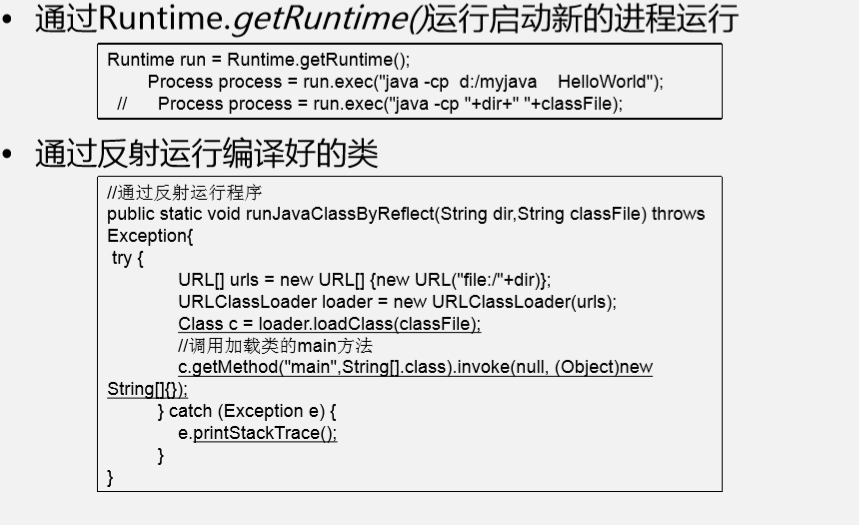 • 通过Runtime.getRuntime()运行启动新的进程运行
Runtime run = Runtime.getRuntime();
Process process = run.exec("java -cp d:/myjava HelloWorld");
// Process process = run.exec("java -cp "+dir+" "+classFile);
• 通过反射运行编译好的类
//通过反射运行程序
public static void runJavaClassByReflect(String dir,String classFile) throws
Exception{
try {
URL[] urls = new URL[] {new URL("file:/"+dir)};
URLClassLoader loader = new URLClassLoader(urls);
Class c = loader.loadClass(classFile);
//调用加载类的main方法
c.getMethod("main",String[].class).invoke(null, (Object)new
String[]{});
} catch (Exception e) {
e.printStackTrace();
}
}